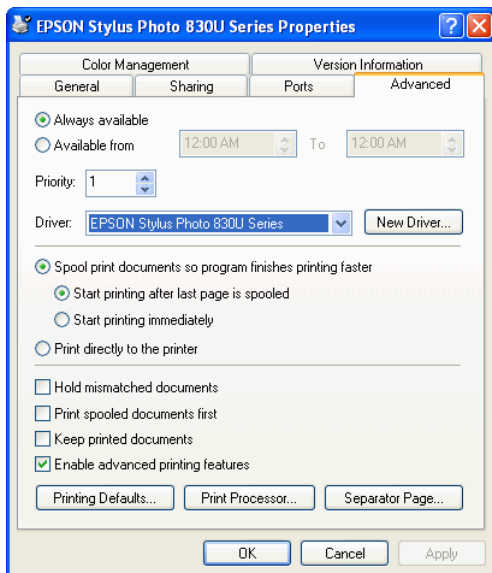 EPSON Stylus Photo 830U Series Properties
Color Management Version Information
General Sharing Ports Advanced
Always available
Available from 12:00 AM To 12:00 AM
Priority: 1
Driver: EPSON Stylus Photo 830U Series New Driver...
Spool print documents so program finishes printing faster
Start printing after last page is spooled
Start printing immediately
Print directly to the printer
Hold mismatched documents
Print spooled documents first
Keep printed documents
Enable advanced printing features
Printing Defaults... Print Processor... Separator Page...
OK Cancel Apply